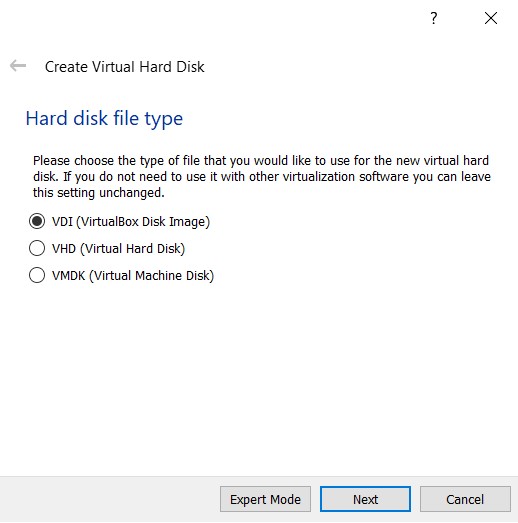 ?
Create Virtual Hard Disk
Hard disk file type
Please choose the type of file that you would like to use for the new virtual hard
disk. If you do not need to use it with other virtualization software you can leave
this setting unchanged.
VDI (VirtualBox Disk Image)
VHD (Virtual Hard Disk)
VMDK (Virtual Machine Disk)
Expert Mode Next Cancel